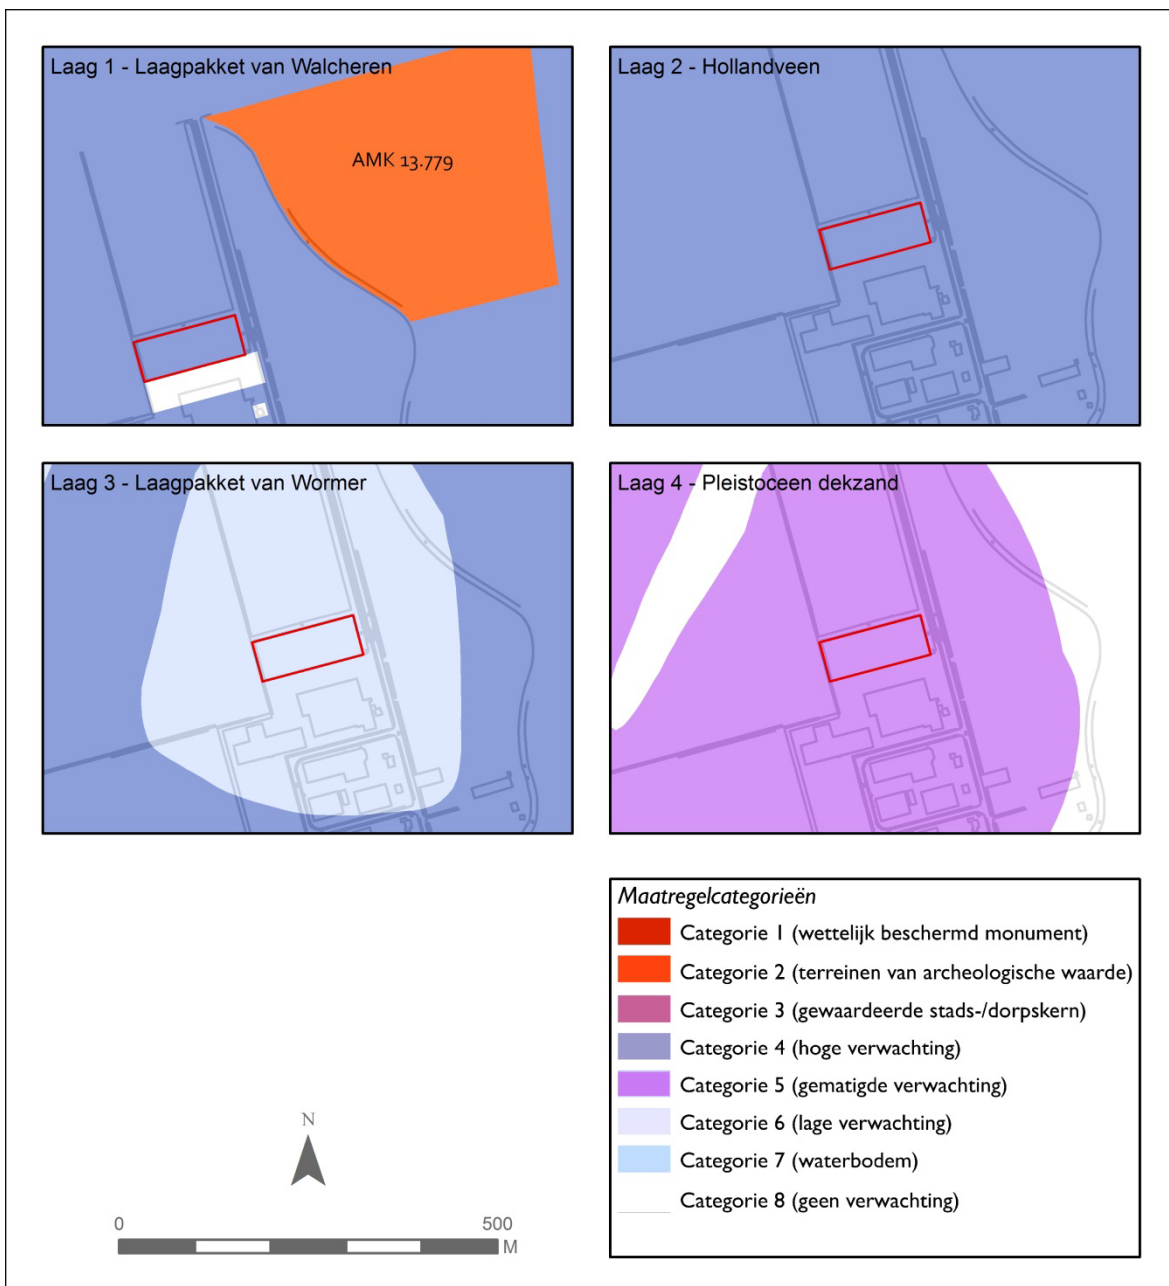 Laag 1 - Laagpakket van Walcheren
AMK 13.779
Laag 2 - Hollandveen
Laag 3 - Laagpakket van Wormer
Laag 4 - Pleistoceen dekzand
Maatregelcategorieën
Categorie 1 (wettelijk beschermd monument)
Categorie 2 (terreinen van archeologische waarde)
Categorie 3 (gewaardeerde stads-/dorpskern)
Categorie 4 (hoge verwachting)
Categorie 5 (gematigde verwachting)
Categorie 6 (lage verwachting)
Categorie 7 (waterbodem)
Categorie 8 (geen verwachting)
N
0 500
M